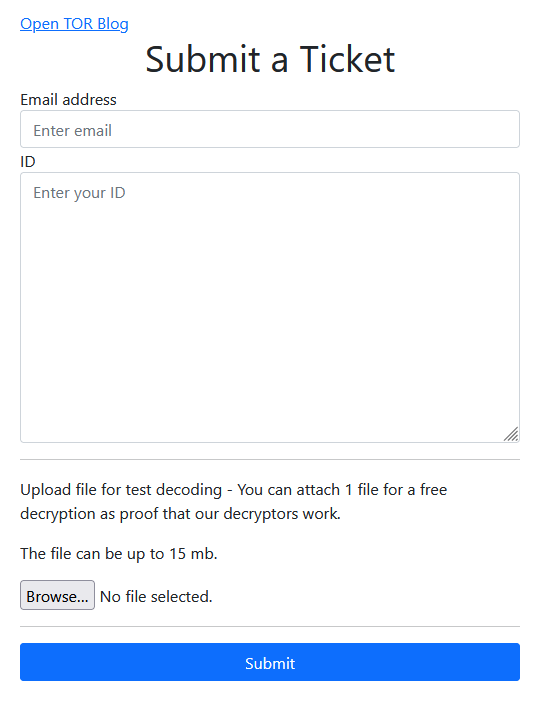 Open TOR Blog
Submit a Ticket
Email address
Enter email
ID
Enter your ID
Upload file for test decoding - You can attach 1 file for a free
decryption as proof that our decryptors work.
The file can be up to 15 mb.
Browse... No file selected.
Submit